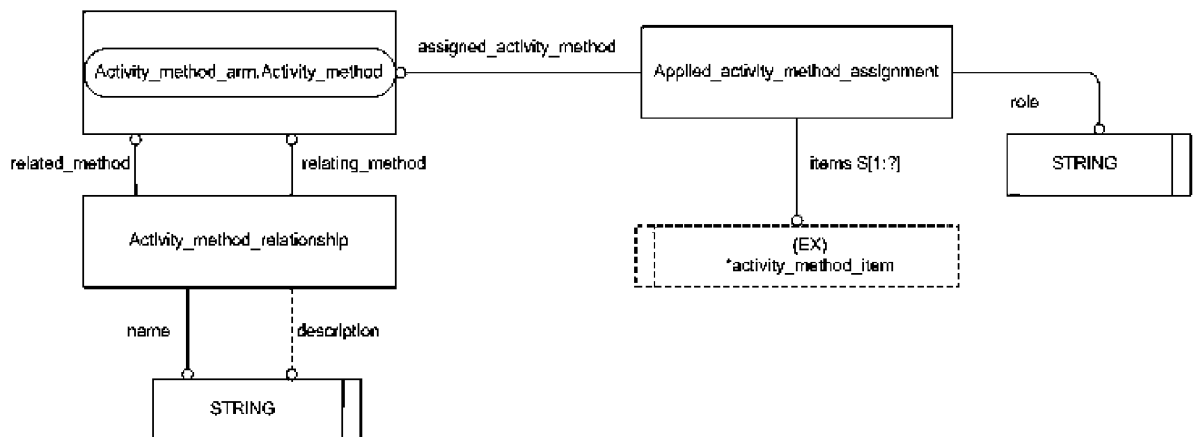 assigned_activity_method
Activity_method_arm.Activity_method
Applied_activity_method_assignment
role
related_method
relating_method
items S[1:?]
STRING
Activity_method_relationship
(EX)
*activity_method_item
name
description
STRING